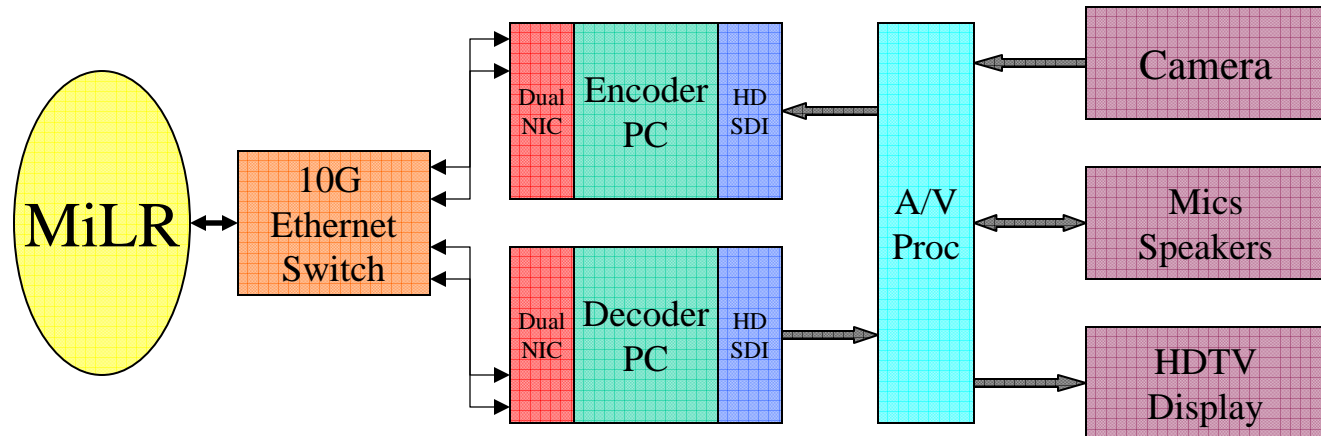 MiLR
10G
Ethernet
Switch
Dual
NIC
Encoder
PC
HD
SDI
Dual
NIC
Decoder
PC
HD
SDI
A/V
Proc
Camera
Mics
Speakers
HDTV
Display